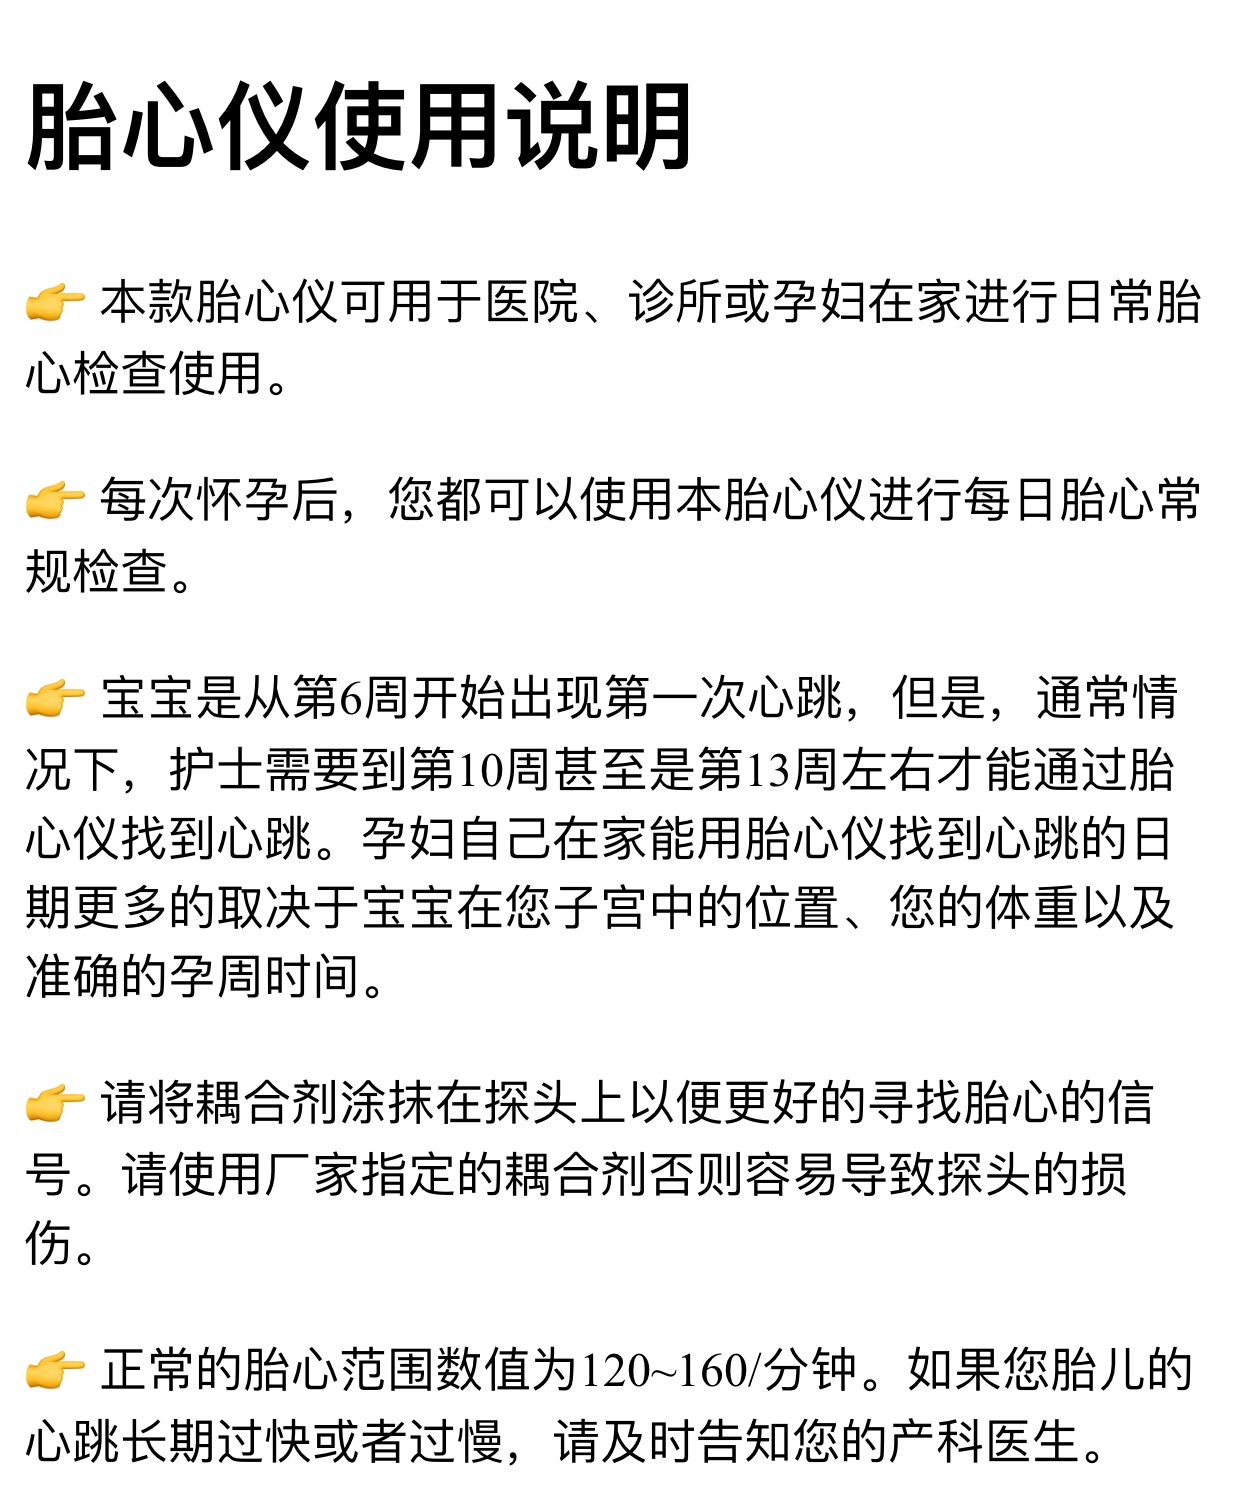 胎心仪使用说明
👉 本款胎心仪可用于医院、诊所或孕妇在家进行日常胎
心检查使用。
👉 每次怀孕后，您都可以使用本胎心仪进行每日胎心常
规检查。
👉 宝宝是从第6周开始出现第一次心跳，但是，通常情
况下，护士需要到第10周甚至是第13周左右才能通过胎
心仪找到心跳。孕妇自己在家能用胎心仪找到心跳的日
期更多的取决于宝宝在您子宫中的位置、您的体重以及
准确的孕周时间。
👉 请将耦合剂涂抹在探头上以便更好的寻找胎心的信
号。请使用厂家指定的耦合剂否则容易导致探头的损
伤。
👉 正常的胎心范围数值为120~160/分钟。如果您胎儿的
心跳长期过快或者过慢，请及时告知您的产科医生。